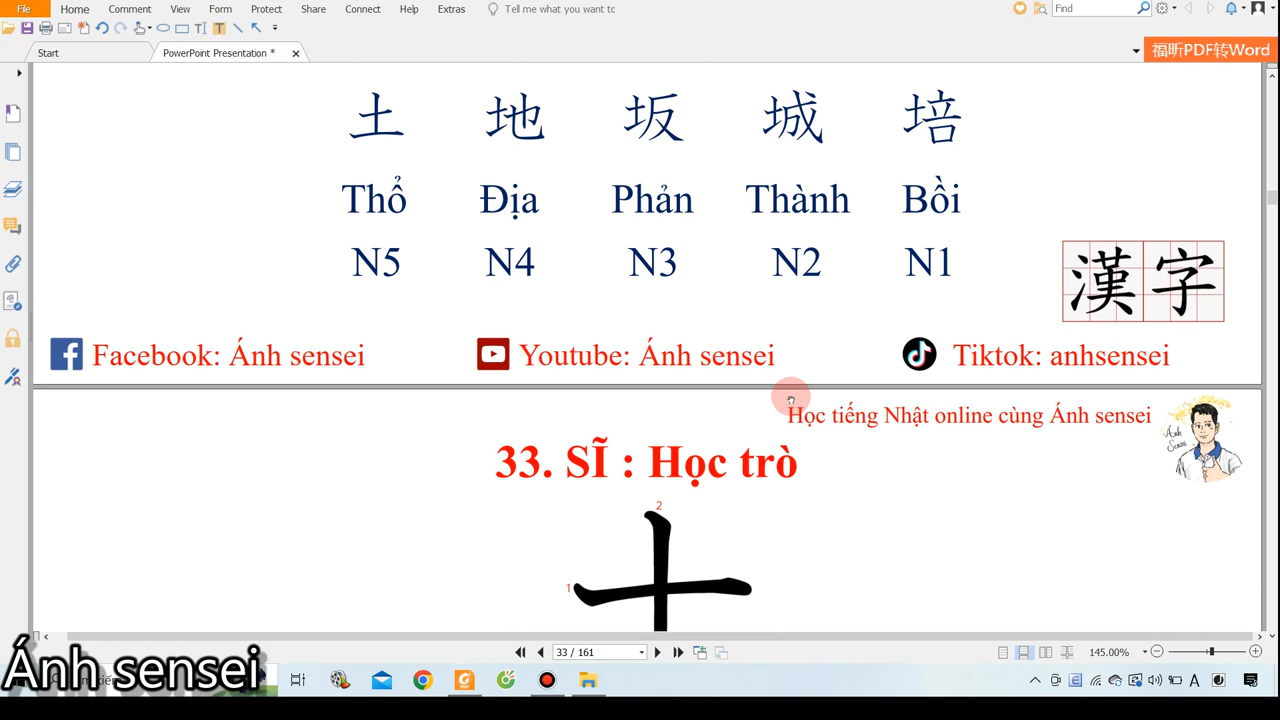 File
Home
Comment
View
Form
Protect
Share
Connect
Help
Extras
Tell me what you want to
Find
Start
PowerPoint Presentation *
福昕PDF转Word
土 地 坂 城 培
Thổ Địa Phản Thành Bồi
N5 N4 N3 N2 N1
漢字
Facebook: Ánh sensei
Youtube: Ánh sensei
Tiktok: anhsensei
Học tiếng Nhật online cùng Ánh sensei
33. SĨ : Học trò
2
1
33 / 161
145.00%
Ánh sensei